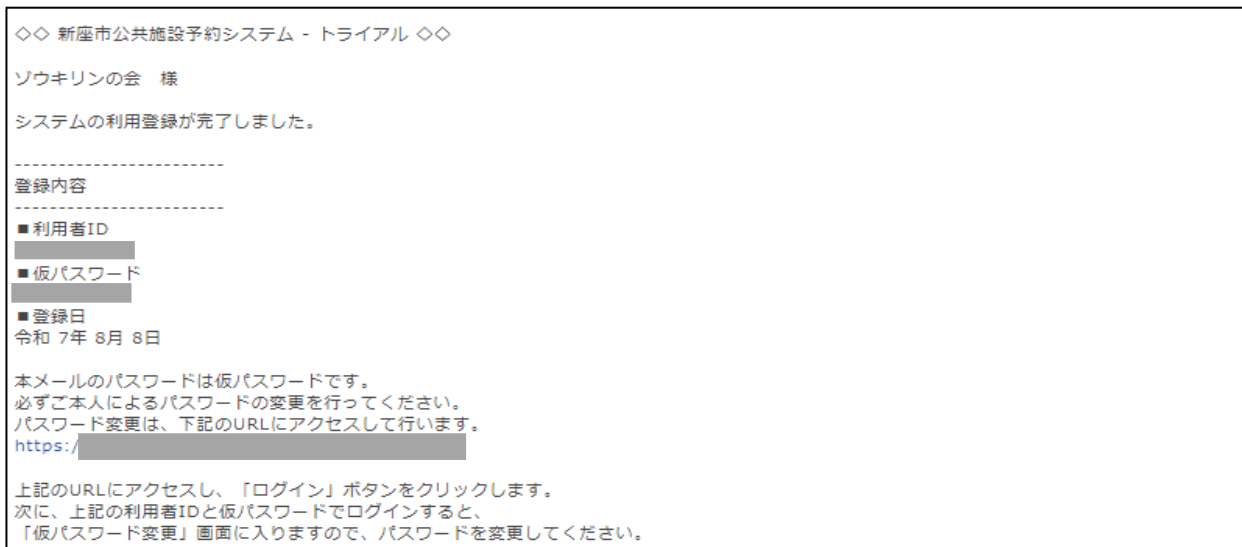 ◇◇ 新座市公共施設予約システム - トライアル ◇◇
ゾウキリンの会　様
システムの利用登録が完了しました。
------------------------
登録内容
------------------------
■利用者ID
■仮パスワード
■登録日
令和 7年 8月 8日
本メールのパスワードは仮パスワードです。
必ずご本人によるパスワードの変更を行ってください。
パスワード変更は、下記のURLにアクセスして行います。
https:/
上記のURLにアクセスし、「ログイン」ボタンをクリックします。
次に、上記の利用者IDと仮パスワードでログインすると、
「仮パスワード変更」画面に入りますので、パスワードを変更してください。